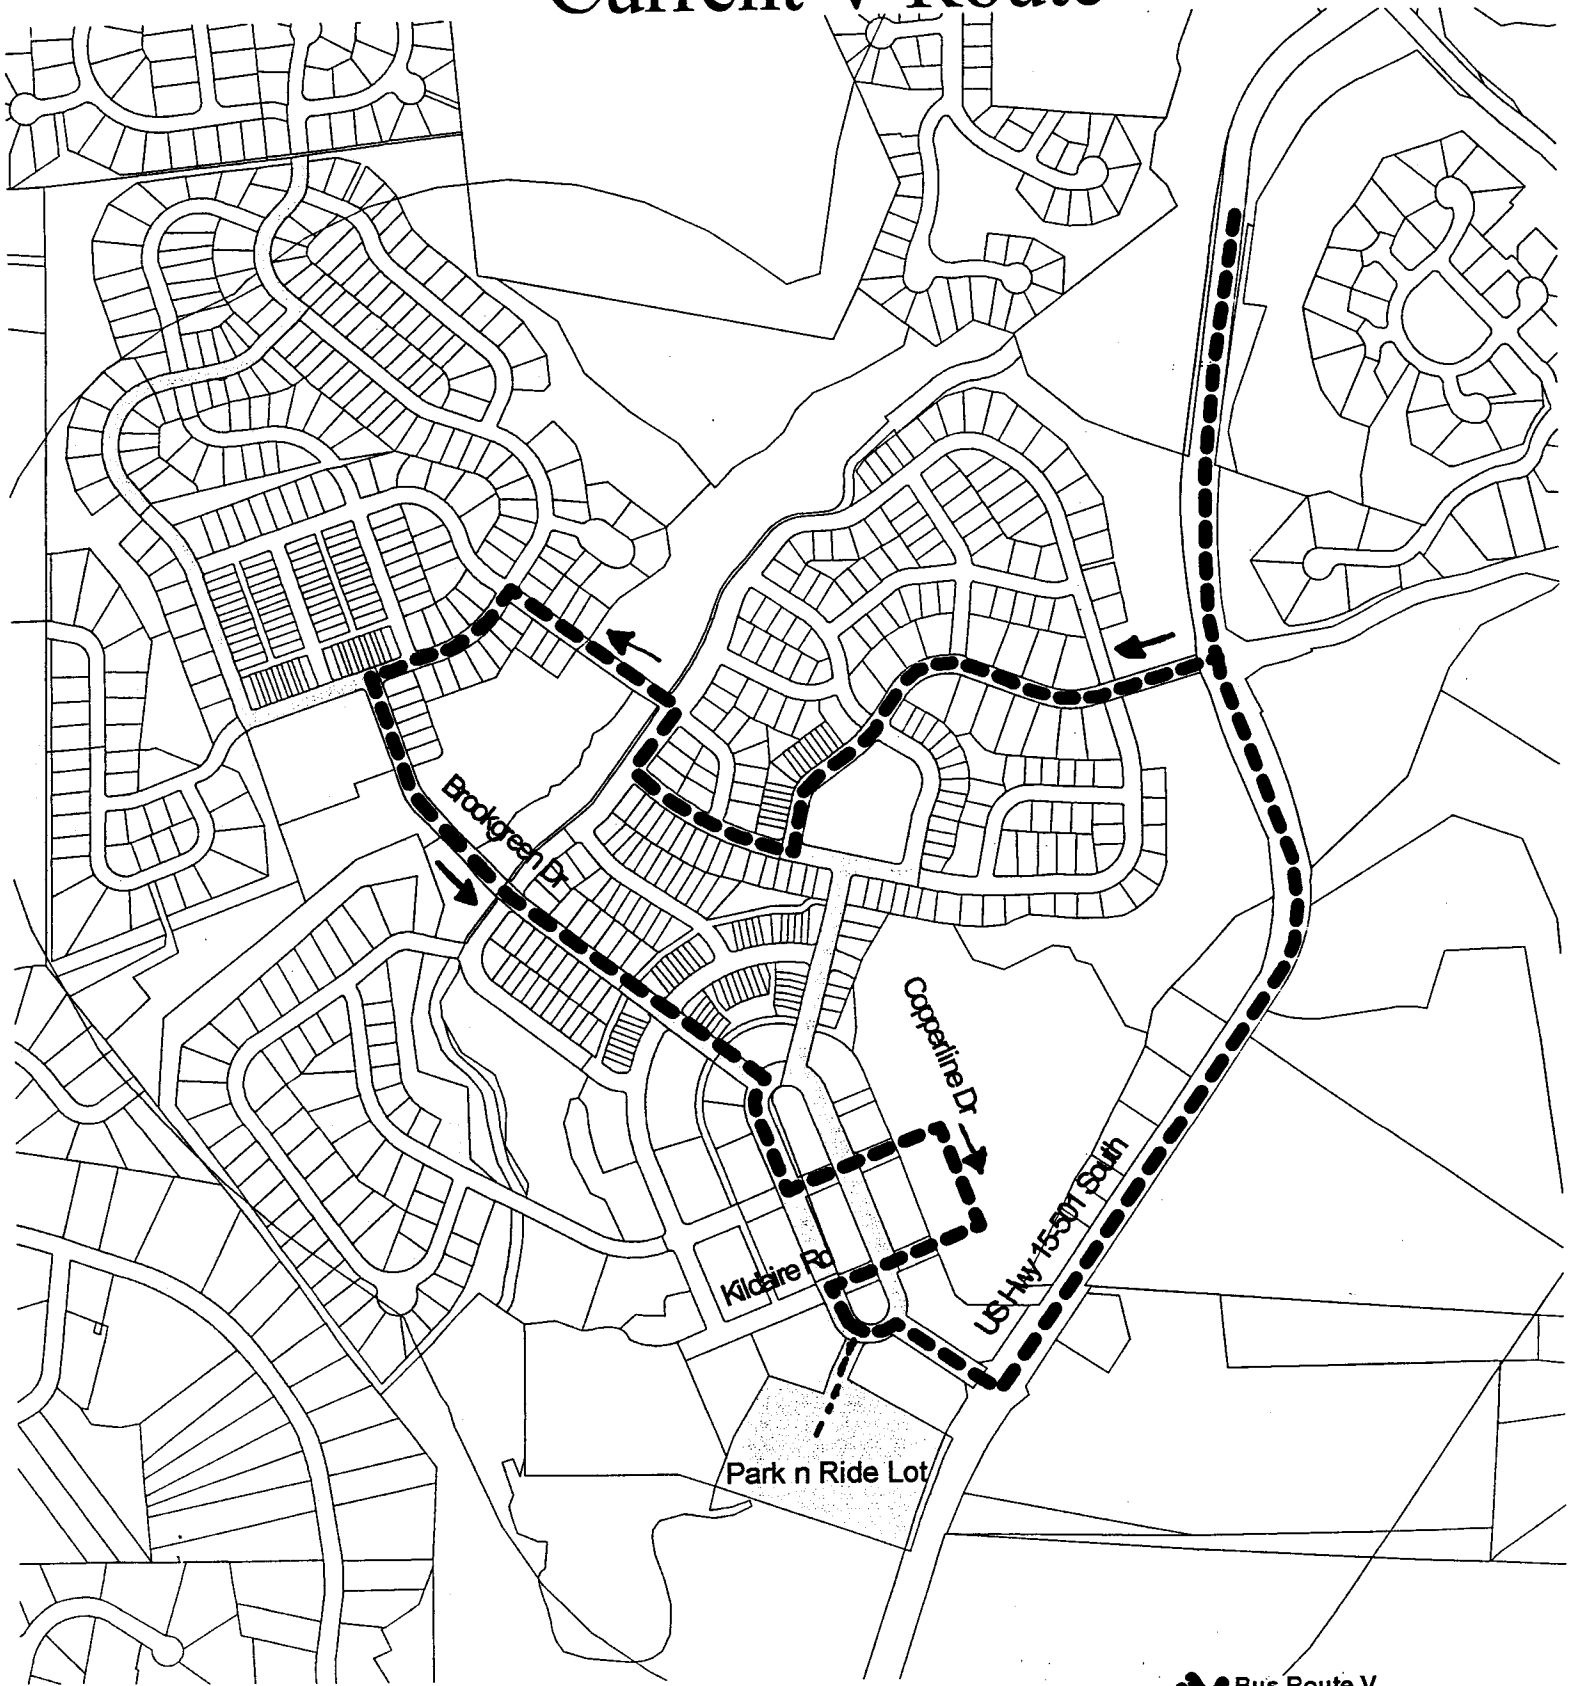 Current V Route
Brookgreen Dr
Copperline Dr
US Hwy 15-501 South
Kildaire Rd
Park n Ride Lot
Bus Route V